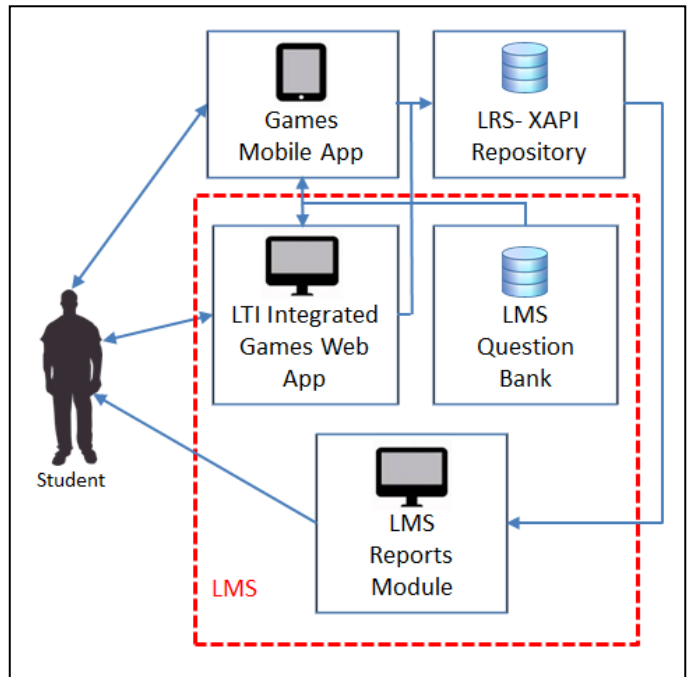 Games
Mobile App
LRS- XAPI
Repository
LTI Integrated
Games Web
App
LMS
Question
Bank
Student
LMS
Reports
Module
LMS